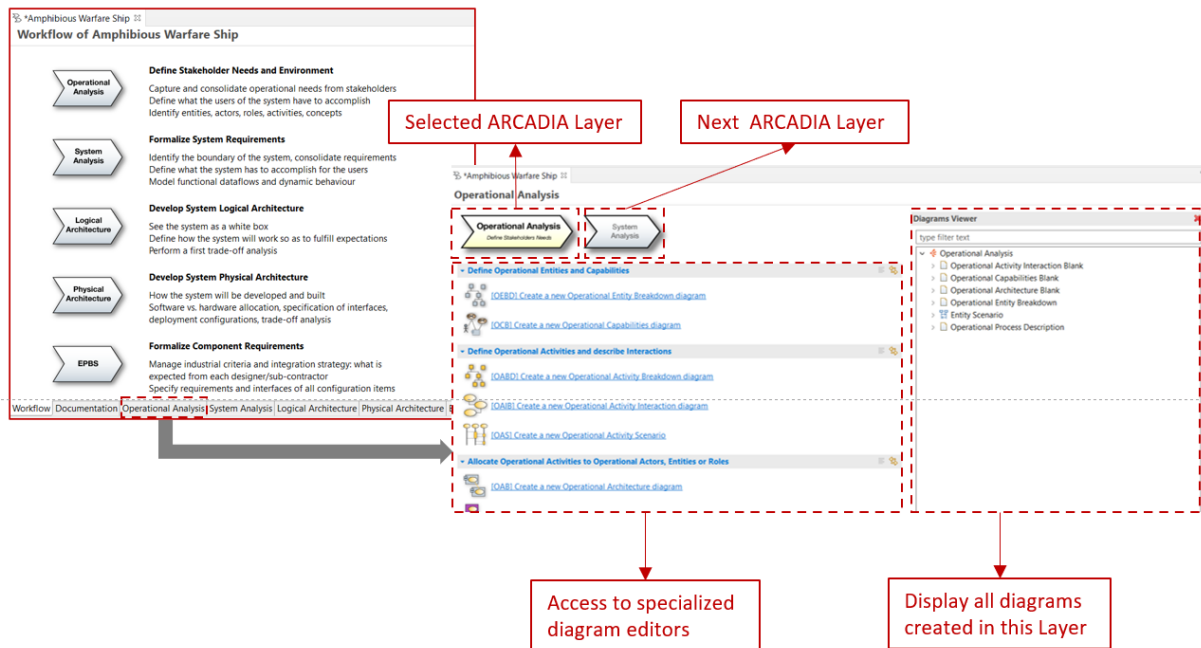 *Amphibious Warfare Ship
Workflow of Amphibious Warfare Ship
Operational
Analysis
Define Stakeholder Needs and Environment
Capture and consolidate operational needs from stakeholders
Define what the users of the system have to accomplish
Identify entities, actors, roles, activities, concepts
System
Analysis
Formalize System Requirements
Identify the boundary of the system, consolidate requirements
Define what the system has to accomplish for the users
Model functional dataflows and dynamic behaviour
Logical
Architecture
Develop System Logical Architecture
See the system as a white box
Define how the system will work so as to fulfill expectations
Perform a first trade-off analysis
Physical
Architecture
Develop System Physical Architecture
How the system will be developed and built
Software vs. hardware allocation, specification of interfaces,
deployment configurations, trade-off analysis
EPBS
Formalize Component Requirements
Manage industrial criteria and integration strategy: what is
expected from each designer/sub-contractor
Specify requirements and interfaces of all configuration items
Workflow Documentation Operational Analysis System Analysis Logical Architecture Physical Architecture
Selected ARCADIA Layer
Next ARCADIA Layer
*Amphibious Warfare Ship
Operational Analysis
Operational Analysis
Define Stakeholders Needs
System
Analysis
Define Operational Entities and Capabilities
[OEBD] Create a new Operational Entity Breakdown diagram
[OCB] Create a new Operational Capabilities diagram
Define Operational Activities and describe Interactions
[OABD] Create a new Operational Activity Breakdown diagram
[OAIB] Create a new Operational Activity Interaction diagram
[OAS] Create a new Operational Activity Scenario
Allocate Operational Activities to Operational Actors, Entities or Roles
[OAB] Create a new Operational Architecture diagram
Diagrams Viewer
type filter text
Operational Analysis
Operational Activity Interaction Blank
Operational Capabilities Blank
Operational Architecture Blank
Operational Entity Breakdown
Entity Scenario
Operational Process Description
Access to specialized
diagram editors
Display all diagrams
created in this Layer